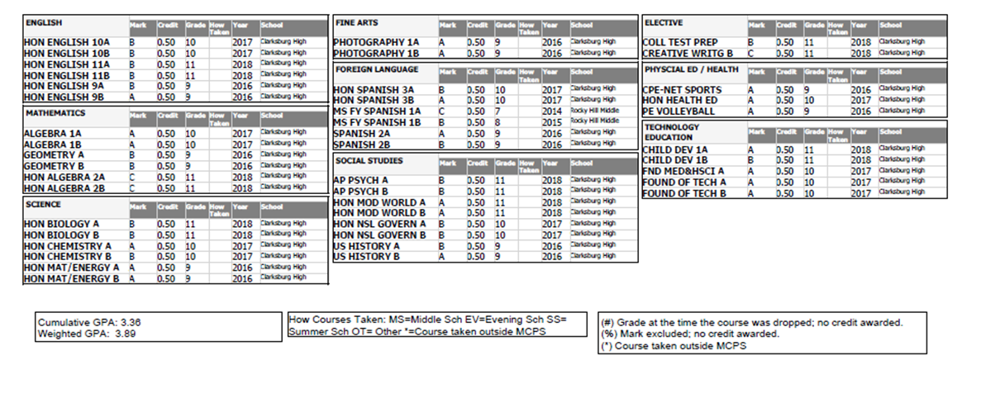 ENGLISH Mark Credit Grade How Taken Year School
HON ENGLISH 10A B 0.50 10 2017 Clarksburg High
HON ENGLISH 10B B 0.50 10 2017 Clarksburg High
HON ENGLISH 11A B 0.50 11 2018 Clarksburg High
HON ENGLISH 11B B 0.50 11 2018 Clarksburg High
HON ENGLISH 9A B 0.50 9 2016 Clarksburg High
HON ENGLISH 9B A 0.50 9 2016 Clarksburg High
MATHEMATICS Mark Credit Grade How Taken Year School
ALGEBRA 1A A 0.50 10 2017 Clarksburg High
ALGEBRA 1B A 0.50 10 2017 Clarksburg High
GEOMETRY A B 0.50 9 2016 Clarksburg High
GEOMETRY B B 0.50 9 2016 Clarksburg High
HON ALGEBRA 2A C 0.50 11 2018 Clarksburg High
HON ALGEBRA 2B C 0.50 11 2018 Clarksburg High
SCIENCE Mark Credit Grade How Taken Year School
HON BIOLOGY A B 0.50 11 2018 Clarksburg High
HON BIOLOGY B B 0.50 11 2018 Clarksburg High
HON CHEMISTRY A A 0.50 10 2017 Clarksburg High
HON CHEMISTRY B B 0.50 10 2017 Clarksburg High
HON MAT/ENERGY A A 0.50 9 2016 Clarksburg High
HON MAT/ENERGY B A 0.50 9 2016 Clarksburg High
FINE ARTS Mark Credit Grade How Taken Year School
PHOTOGRAPHY 1A A 0.50 9 2016 Clarksburg High
PHOTOGRAPHY 1B A 0.50 9 2016 Clarksburg High
FOREIGN LANGUAGE Mark Credit Grade How Taken Year School
HON SPANISH 3A B 0.50 10 2017 Clarksburg High
HON SPANISH 3B A 0.50 10 2017 Clarksburg High
MS FY SPANISH 1A C 0.50 7 2014 Rocky Hill Middle
MS FY SPANISH 1B B 0.50 8 2015 Rocky Hill Middle
SPANISH 2A A 0.50 9 2016 Clarksburg High
SPANISH 2B B 0.50 9 2016 Clarksburg High
SOCIAL STUDIES Mark Credit Grade How Taken Year School
AP PSYCH A B 0.50 11 2018 Clarksburg High
AP PSYCH B B 0.50 11 2018 Clarksburg High
HON MOD WORLD A A 0.50 11 2018 Clarksburg High
HON MOD WORLD B A 0.50 11 2018 Clarksburg High
HON NSL GOVERN A B 0.50 10 2017 Clarksburg High
HON NSL GOVERN B B 0.50 10 2017 Clarksburg High
US HISTORY A B 0.50 9 2016 Clarksburg High
US HISTORY B A 0.50 9 2016 Clarksburg High
ELECTIVE Mark Credit Grade How Taken Year School
COLL TEST PREP B 0.50 11 2018 Clarksburg High
CREATIVE WRITG B C 0.50 11 2018 Clarksburg High
PHYSCIAL ED / HEALTH Mark Credit Grade How Taken Year School
CPE-NET SPORTS A 0.50 9 2016 Clarksburg High
HON HEALTH ED A 0.50 10 2017 Clarksburg High
PE VOLLEYBALL A 0.50 9 2016 Clarksburg High
TECHNOLOGY EDUCATION Mark Credit Grade How Taken Year School
CHILD DEV 1A A 0.50 11 2018 Clarksburg High
CHILD DEV 1B B 0.50 11 2018 Clarksburg High
FND MED&HSCI A A 0.50 10 2017 Clarksburg High
FOUND OF TECH A A 0.50 10 2017 Clarksburg High
FOUND OF TECH B A 0.50 10 2017 Clarksburg High
Cumulative GPA: 3.36
Weighted GPA: 3.89
How Courses Taken: MS=Middle Sch EV=Evening Sch SS=
Summer Sch OT= Other *=Course taken outside MCPS
(#) Grade at the time the course was dropped; no credit awarded.
(%) Mark excluded; no credit awarded.
(*) Course taken outside MCPS